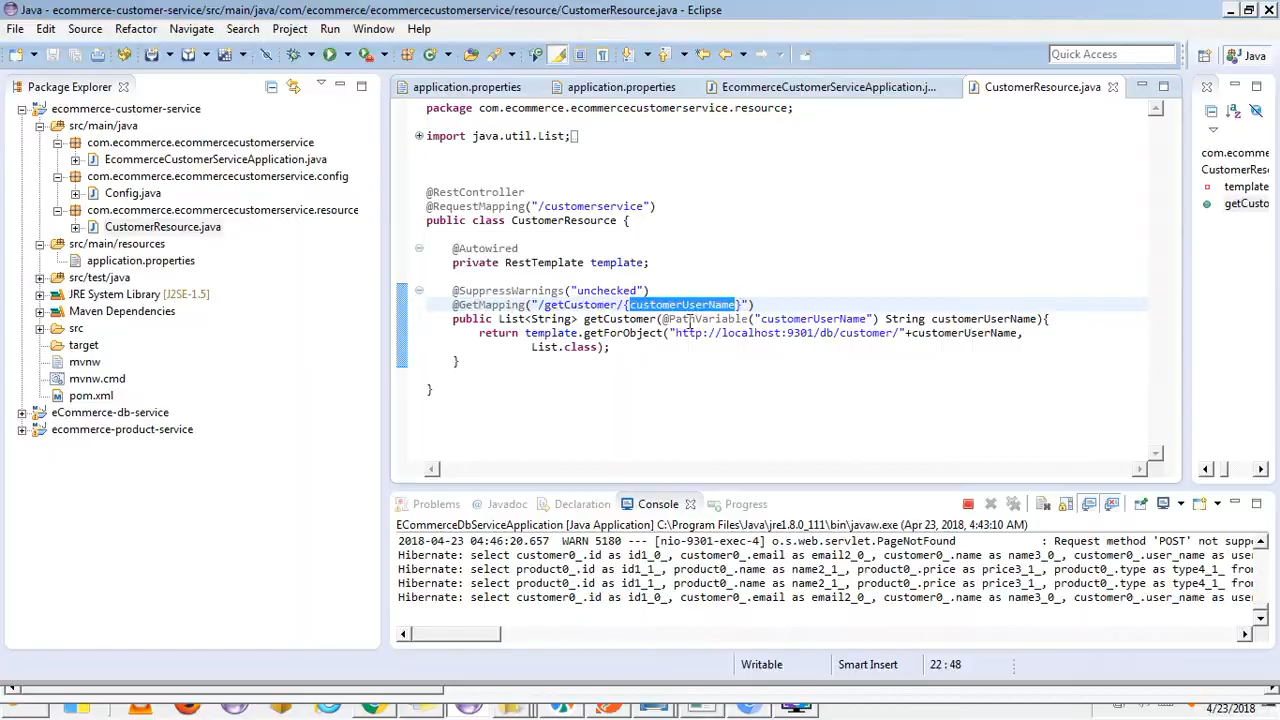 Java - ecommerce-customer-service/src/main/java/com/ecommerce/ecommercecustomerservice/resource/CustomerResource.java - Eclipse
File Edit Source Refactor Navigate Search Project Run Window Help
Quick Access
Java
Package Explorer
ecommerce-customer-service
src/main/java
com.ecommerce.ecommercecustomerservice
EcommerceCustomerServiceApplication.java
com.ecommerce.ecommercecustomerservice.config
Config.java
com.ecommerce.ecommercecustomerservice.resource
CustomerResource.java
src/main/resources
application.properties
src/test/java
JRE System Library [J2SE-1.5]
Maven Dependencies
src
target
mvnw
mvnw.cmd
pom.xml
eCommerce-db-service
ecommerce-product-service
application.properties application.properties EcommerceCustomerServiceApplication.j... CustomerResource.java
package com.ecommerce.ecommercecustomerservice.resource;
import java.util.List;
@RestController
@RequestMapping("/customerservice")
public class CustomerResource {
@Autowired
private RestTemplate template;
@SuppressWarnings("unchecked")
@GetMapping("/getCustomer/{customerUserName}")
public List<String> getCustomer(@PathVariable("customerUserName") String customerUserName){
return template.getForObject("http://localhost:9301/db/customer/"+customerUserName,
List.class);
}
}
com.ecomme
CustomerRes
template
getCusto
Problems Javadoc Declaration Console Progress
ECommerceDbServiceApplication [Java Application] C:\Program Files\Java\jre1.8.0_111\bin\javaw.exe (Apr 23, 2018, 4:43:10 AM)
2018-04-23 04:46:20.657 WARN 5180 --- [nio-9301-exec-4] o.s.web.servlet.PageNotFound : Request method 'POST' not supp
Hibernate: select customer0_.id as id1_0_, customer0_.email as email2_0_, customer0_.name as name3_0_, customer0_.user_name as use
Hibernate: select product0_.id as id1_1_, product0_.name as name2_1_, product0_.price as price3_1_, product0_.type as type4_1_ from
Hibernate: select product0_.id as id1_1_, product0_.name as name2_1_, product0_.price as price3_1_, product0_.type as type4_1_ from
Hibernate: select customer0_.id as id1_0_, customer0_.email as email2_0_, customer0_.name as name3_0_, customer0_.user_name as use
Writable Smart Insert 22 : 48
4/23/2018